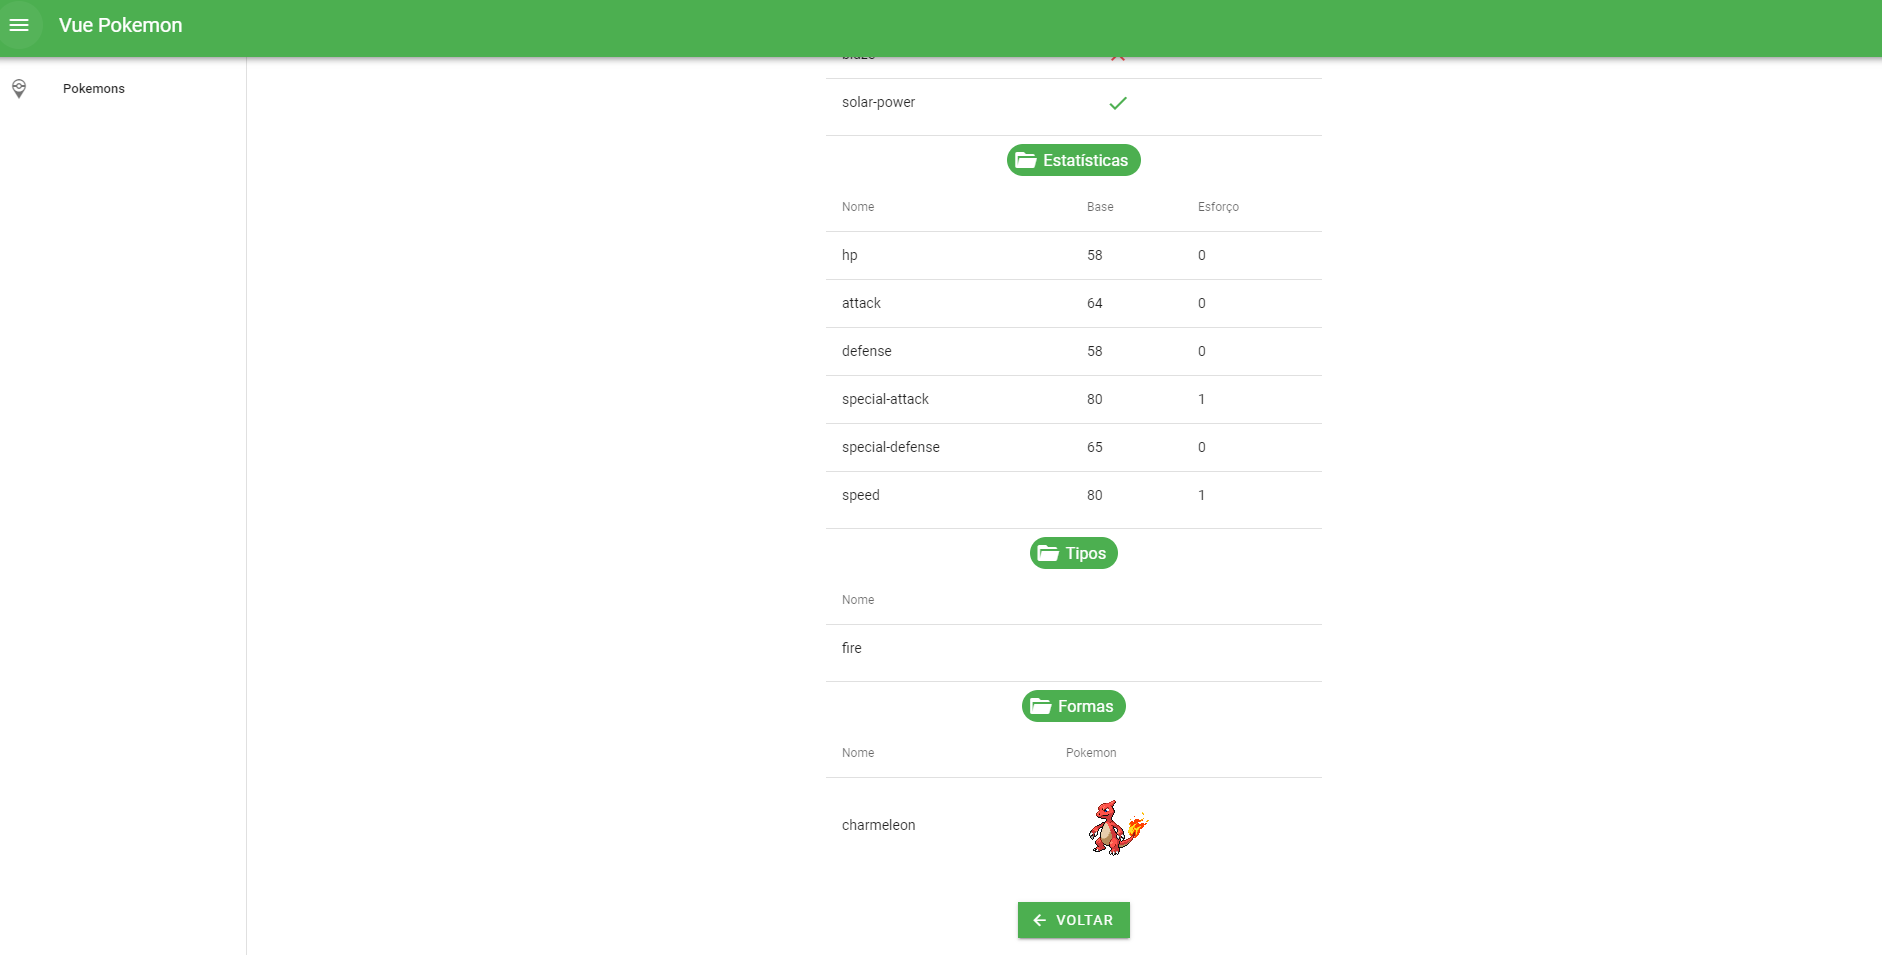 Vue Pokemon
Pokemons
solar-power
Estatísticas
Nome Base Esforço
hp 58 0
attack 64 0
defense 58 0
special-attack 80 1
special-defense 65 0
speed 80 1
Tipos
Nome
fire
Formas
Nome Pokemon
charmeleon
VOLTAR